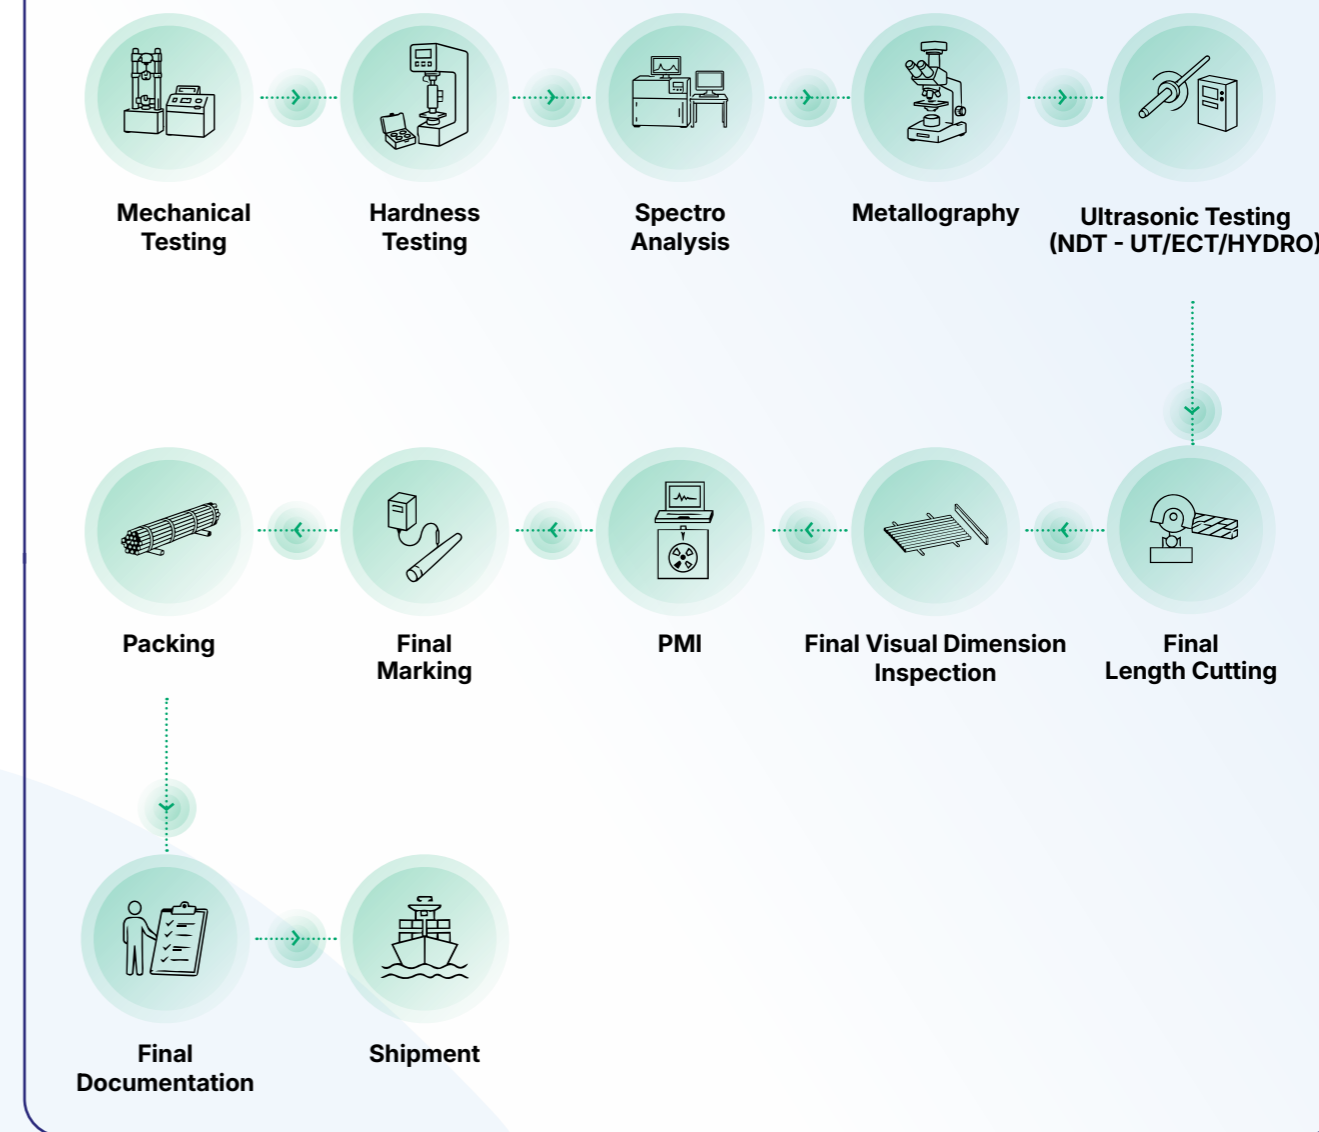 Mechanical
Testing
Hardness
Testing
Spectro
Analysis
Metallography
Ultrasonic Testing
(NDT - UT/ECT/HYDRO)
Packing
Final
Marking
PMI
Final Visual Dimension
Inspection
Final
Length Cutting
Final
Documentation
Shipment